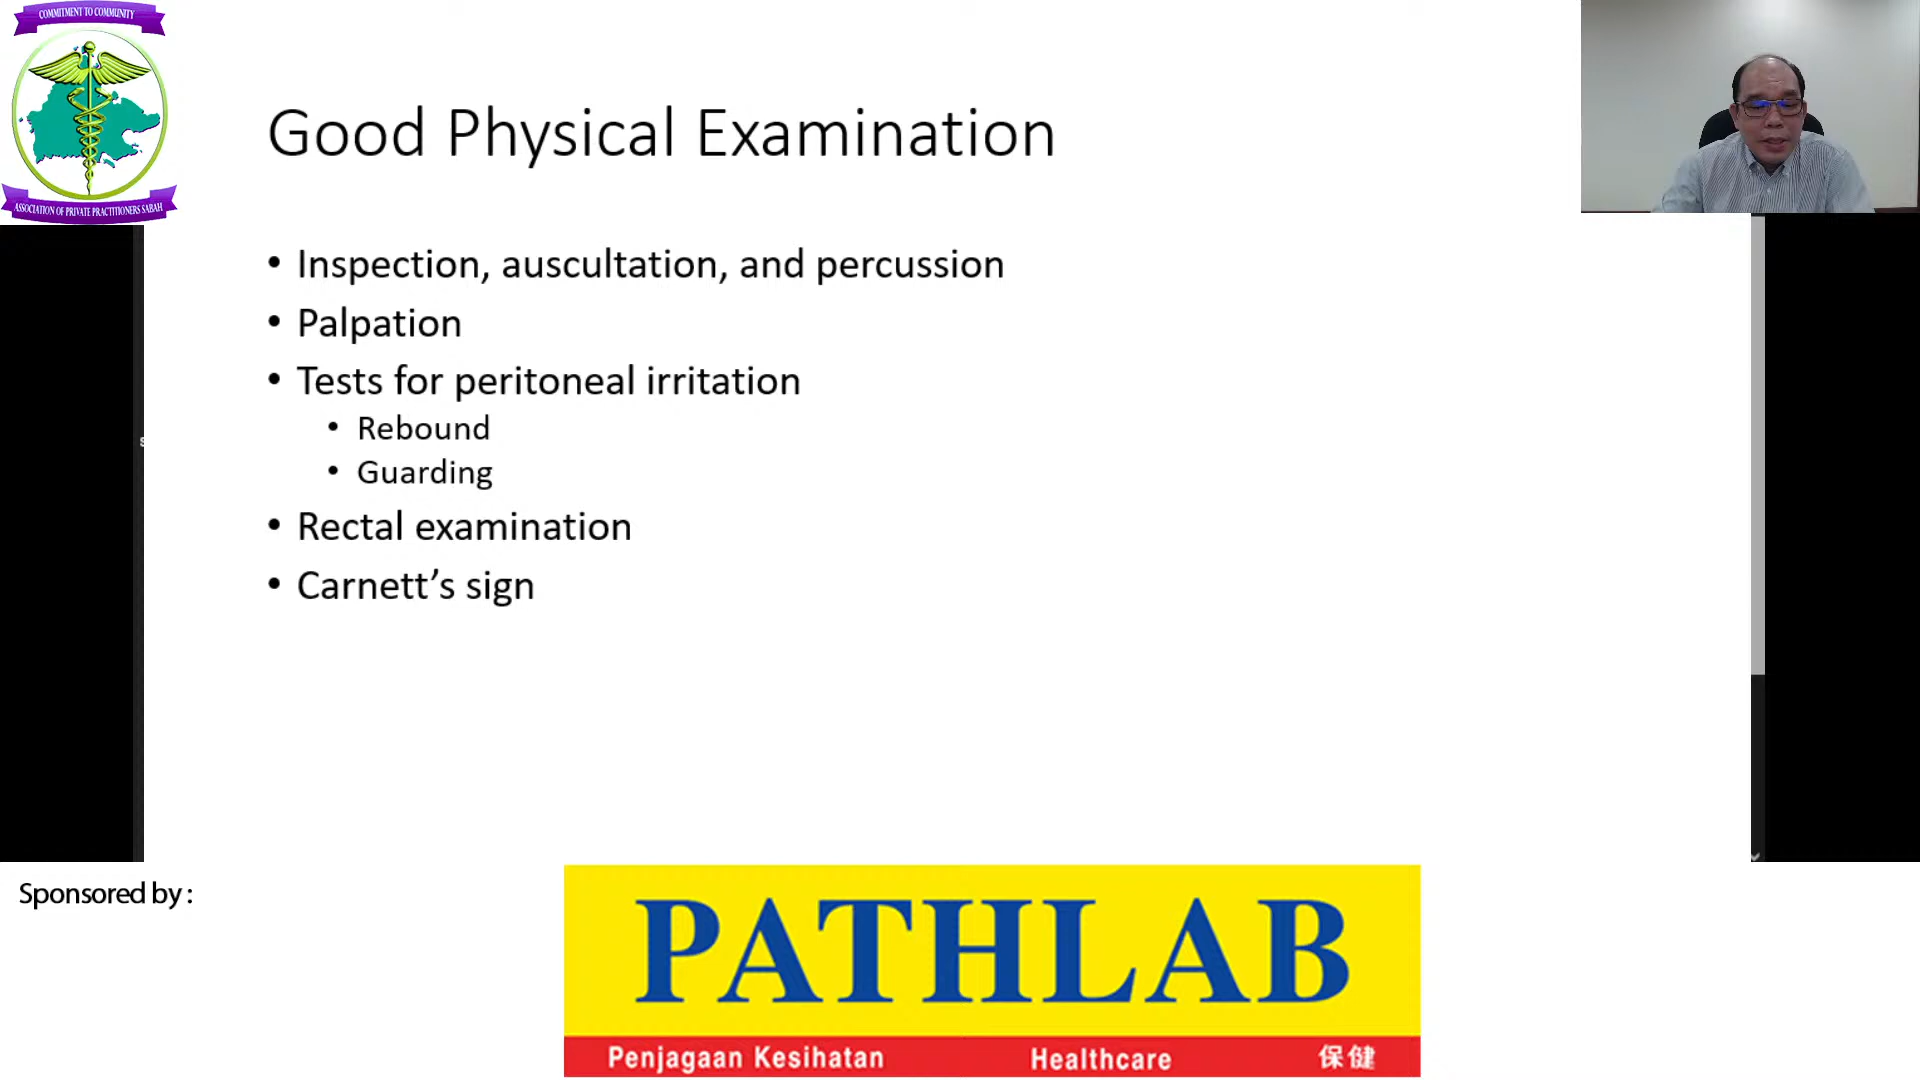 COMMITMENT TO COMMUNITY
ASSOCIATION OF PRIVATE PRACTITIONERS SABAH
Good Physical Examination
• Inspection, auscultation, and percussion
• Palpation
• Tests for peritoneal irritation
• Rebound
• Guarding
• Rectal examination
• Carnett’s sign
Sponsored by :
PATHLAB
Penjagaan Kesihatan Healthcare 保健